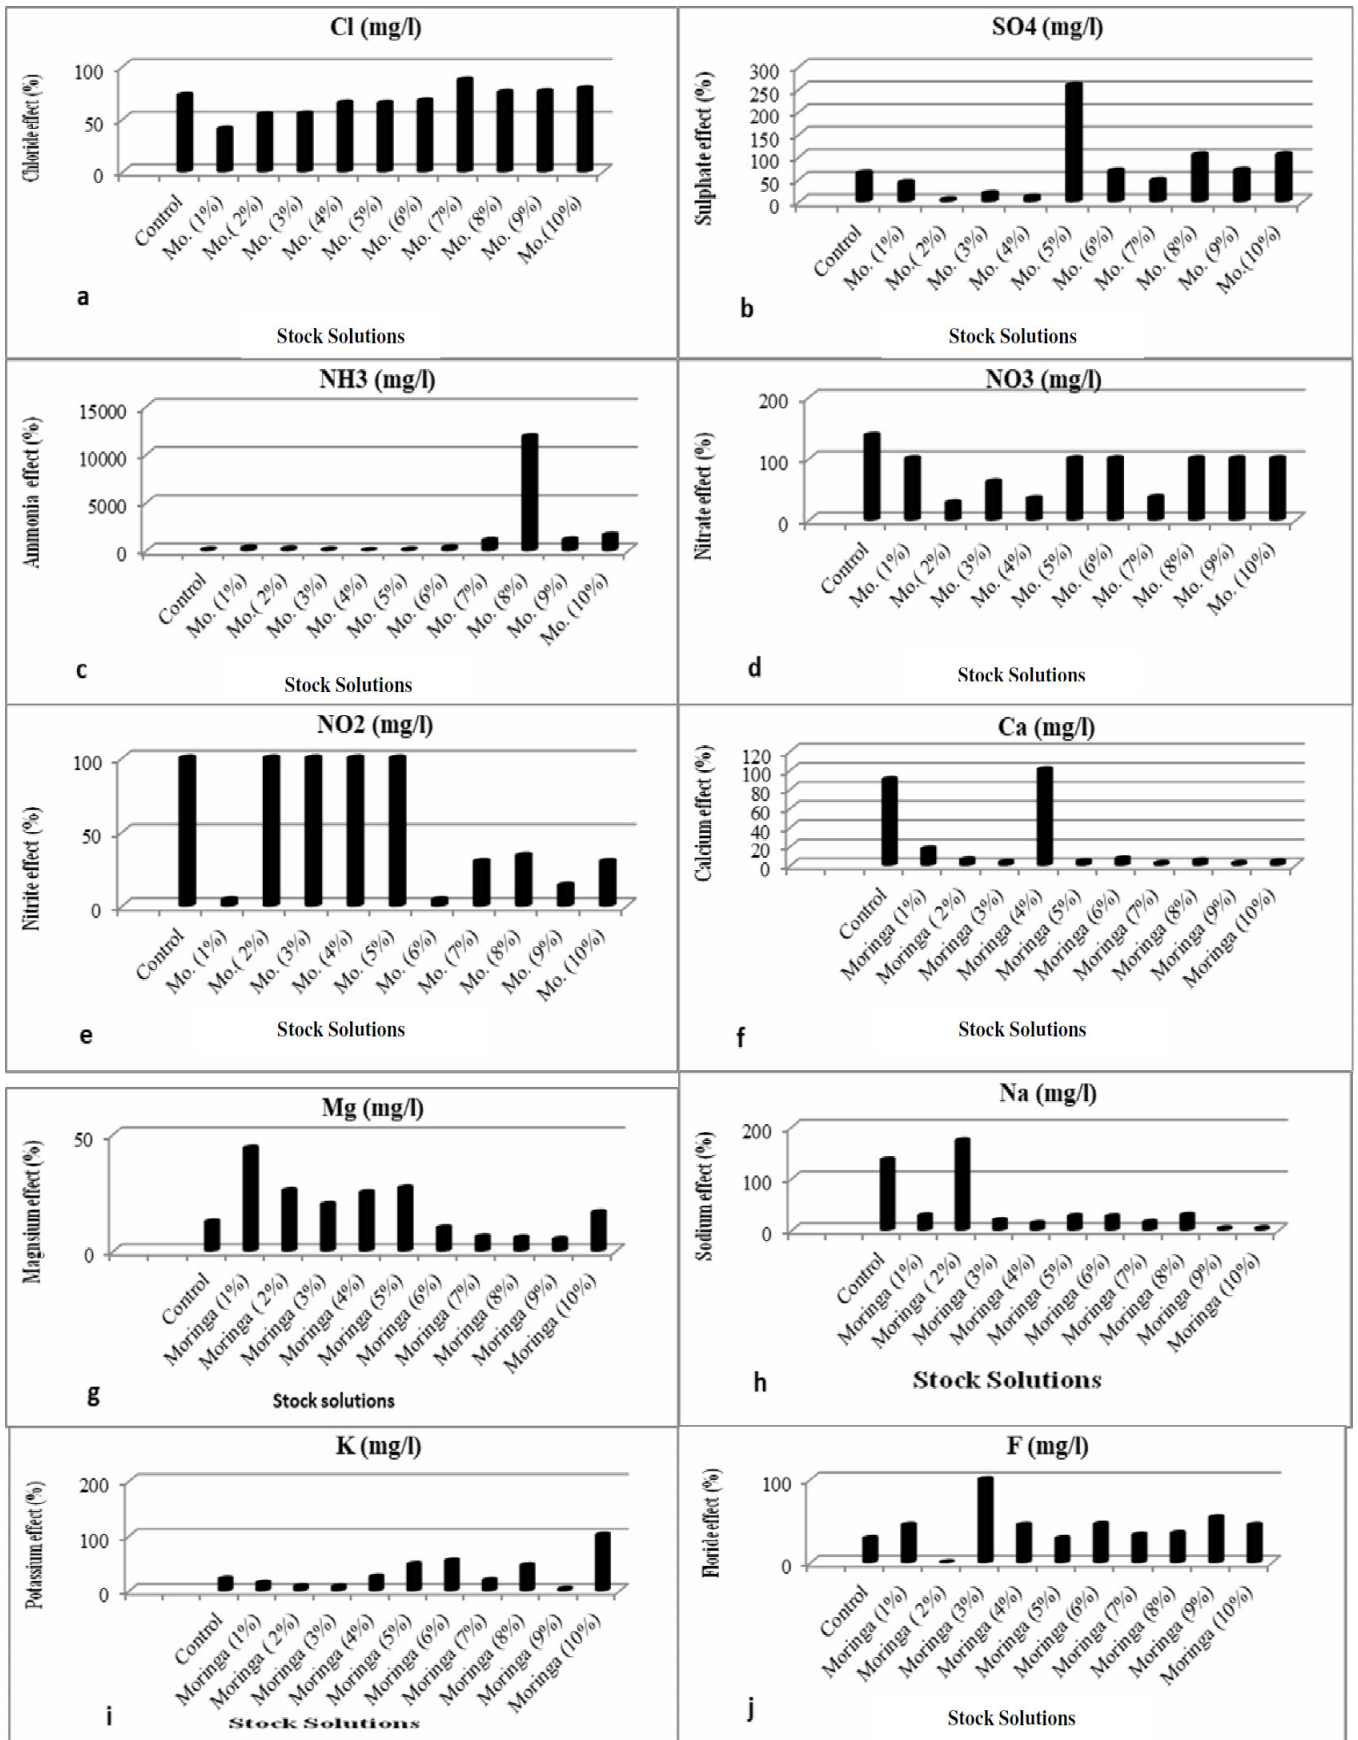 Cl (mg/l)
Chloride effect (%)
100
50
0
Control
Mo. (1%)
Mo.( 2%)
Mo. (3%)
Mo. (4%)
Mo. (5%)
Mo. (6%)
Mo. (7%)
Mo. (8%)
Mo. (9%)
Mo.(10%)
a
Stock Solutions
SO4 (mg/l)
Sulphate effect (%)
300
250
200
150
100
50
0
Control
Mo. (1%)
Mo.( 2%)
Mo. (3%)
Mo. (4%)
Mo. (5%)
Mo. (6%)
Mo. (7%)
Mo. (8%)
Mo. (9%)
Mo.(10%)
b
Stock Solutions
NH3 (mg/l)
Ammonia effect (%)
15000
10000
5000
0
Control
Mo. (1%)
Mo.( 2%)
Mo. (3%)
Mo. (4%)
Mo. (5%)
Mo. (6%)
Mo. (7%)
Mo. (8%)
Mo. (9%)
Mo. (10%)
c
Stock Solutions
NO3 (mg/l)
Nitrate effect (%)
200
100
0
Control
Mo. (1%)
Mo.( 2%)
Mo. (3%)
Mo. (4%)
Mo. (5%)
Mo. (6%)
Mo. (7%)
Mo. (8%)
Mo. (9%)
Mo. (10%)
d
Stock Solutions
NO2 (mg/l)
Nitrite effect (%)
100
50
0
Control
Mo. (1%)
Mo.( 2%)
Mo. (3%)
Mo. (4%)
Mo. (5%)
Mo. (6%)
Mo. (7%)
Mo. (8%)
Mo. (9%)
Mo. (10%)
e
Stock Solutions
Ca (mg/l)
Calcium effect (%)
120
100
80
60
40
20
0
Control
Moringa (1%)
Moringa ( 2%)
Moringa (3%)
Moringa (4%)
Moringa (5%)
Moringa (6%)
Moringa (7%)
Moringa (8%)
Moringa (9%)
Moringa (10%)
f
Stock Solutions
Mg (mg/l)
Magnsium effect (%)
50
0
Control
Moringa (1%)
Moringa ( 2%)
Moringa (3%)
Moringa (4%)
Moringa (5%)
Moringa (6%)
Moringa (7%)
Moringa (8%)
Moringa (9%)
Moringa (10%)
g
Stock solutions
Na (mg/l)
Sodium effect (%)
200
100
0
Control
Moringa (1%)
Moringa ( 2%)
Moringa (3%)
Moringa (4%)
Moringa (5%)
Moringa (6%)
Moringa (7%)
Moringa (8%)
Moringa (9%)
Moringa (10%)
h
Stock Solutions
K (mg/l)
Potassium effect (%)
200
100
0
Control
Moringa (1%)
Moringa ( 2%)
Moringa (3%)
Moringa (4%)
Moringa (5%)
Moringa (6%)
Moringa (7%)
Moringa (8%)
Moringa (9%)
Moringa (10%)
i
Stock Solutions
F (mg/l)
Floride effect (%)
100
0
Control
Moringa (1%)
Moringa ( 2%)
Moringa (3%)
Moringa (4%)
Moringa (5%)
Moringa (6%)
Moringa (7%)
Moringa (8%)
Moringa (9%)
Moringa (10%)
j
Stock Solutions